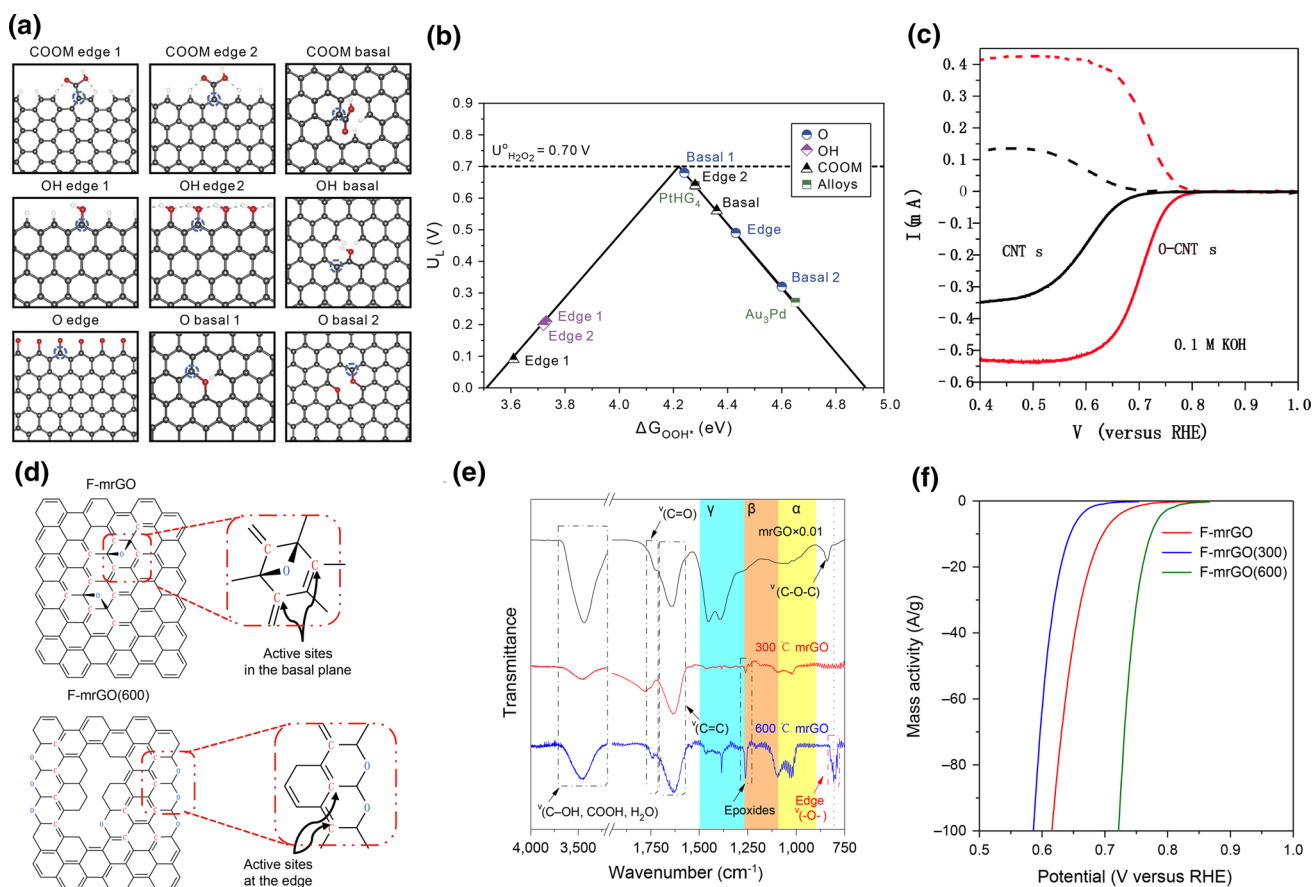 (a)
COOM edge 1
COOM edge 2
COOM basal
OH edge 1
OH edge2
OH basal
O edge
O basal 1
O basal 2
(b)
U°H₂O₂ = 0.70 V
Basal 1
Edge 2
PtHG₄
Basal
Edge
Basal 2
Au₃Pd
Edge 1
Edge 2
Edge 1
O
OH
COOM
Alloys
0.9
0.8
0.7
0.6
0.5
0.4
0.3
0.2
0.1
0.0
U_L (V)
3.6
3.8
4.0
4.2
4.4
4.6
4.8
5.0
ΔG_OOH* (eV)
(c)
0.4
0.3
0.2
0.1
0
-0.1
-0.2
-0.3
-0.4
-0.5
-0.6
I (mA)
CNT s
O-CNT s
0.1 M KOH
0.4
0.5
0.6
0.7
0.8
0.9
1.0
V (versus RHE)
(d)
F-mrGO
Active sites
in the basal plane
F-mrGO(600)
Active sites
at the edge
C
O
(e)
ν(C=O)
γ
β
α
mrGO×0.01
ν(C-O-C)
300 ℃ mrGO
ν(C=C)
600 ℃ mrGO
ν(C–OH, COOH, H₂O)
Epoxides
Edge
ν(-O-)
Transmittance
4,000
3,500
1,750
1,500
1,250
1,000
750
Wavenumber (cm⁻¹)
(f)
F-mrGO
F-mrGO(300)
F-mrGO(600)
0
−20
−40
−60
−80
−100
Mass activity (A/g)
0.5
0.6
0.7
0.8
0.9
1.0
Potential (V versus RHE)